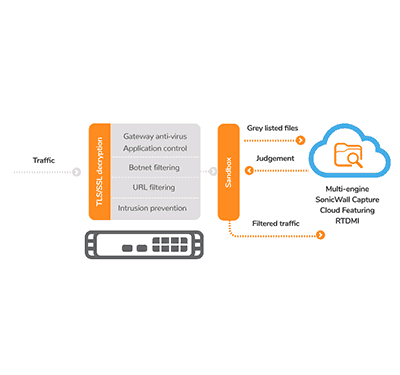 Traffic
TLS/SSL decryption
Gateway anti-virus
Application control
Botnet filtering
URL filtering
Intrusion prevention
Sandbox
Grey listed files
Judgement
Filtered traffic
Multi-engine
SonicWall Capture
Cloud Featuring
RTDMI